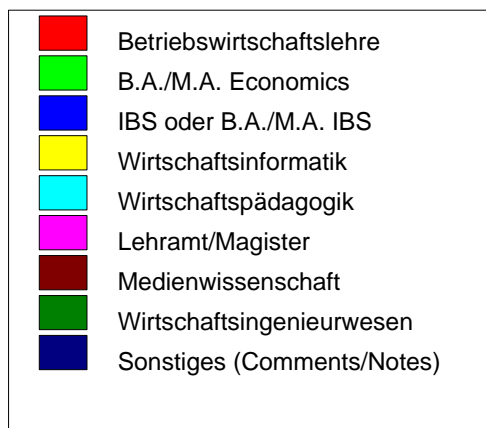 Betriebswirtschaftslehre
B.A./M.A. Economics
IBS oder B.A./M.A. IBS
Wirtschaftsinformatik
Wirtschaftspädagogik
Lehramt/Magister
Medienwissenschaft
Wirtschaftsingenieurwesen
Sonstiges (Comments/Notes)